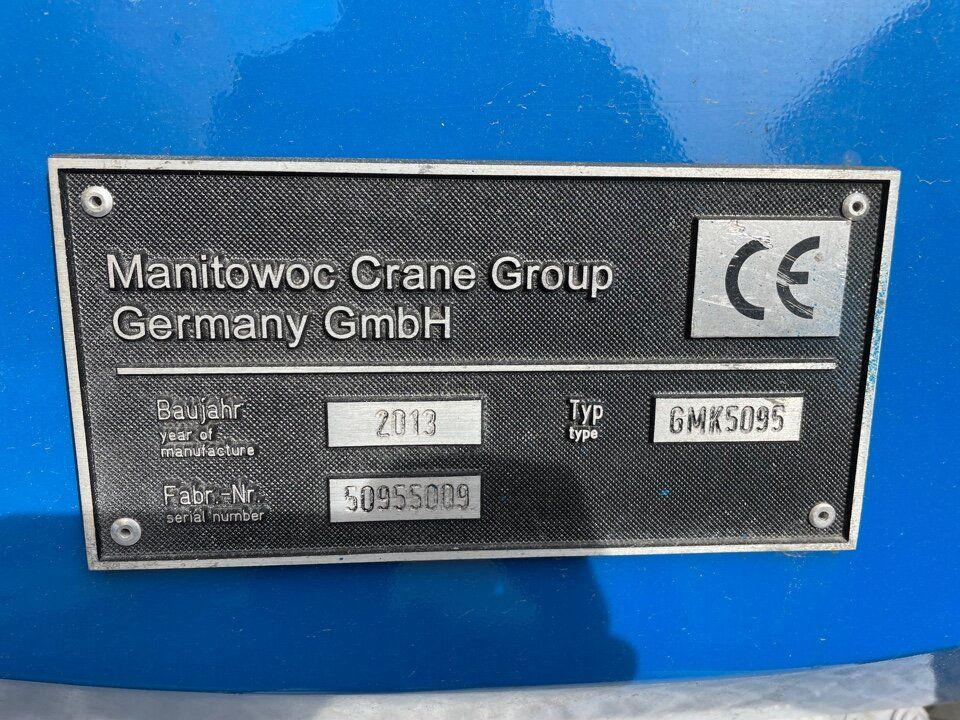 Manitowoc Crane Group
Germany GmbH
CE
Baujahr
year of
manufacture
2013
Typ
type
GMK5095
Fabr.-Nr.
serial number
50955009